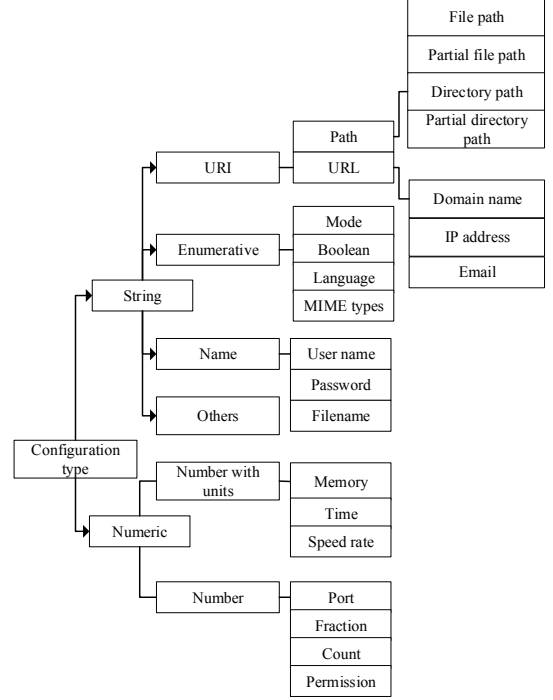 File path
Partial file path
Directory path
Partial directory
path
Path
URI
URL
Domain name
IP address
Email
Mode
Enumerative
Boolean
Language
MIME types
String
Name
User name
Password
Filename
Others
Configuration
type
Number with
units
Memory
Time
Speed rate
Numeric
Number
Port
Fraction
Count
Permission